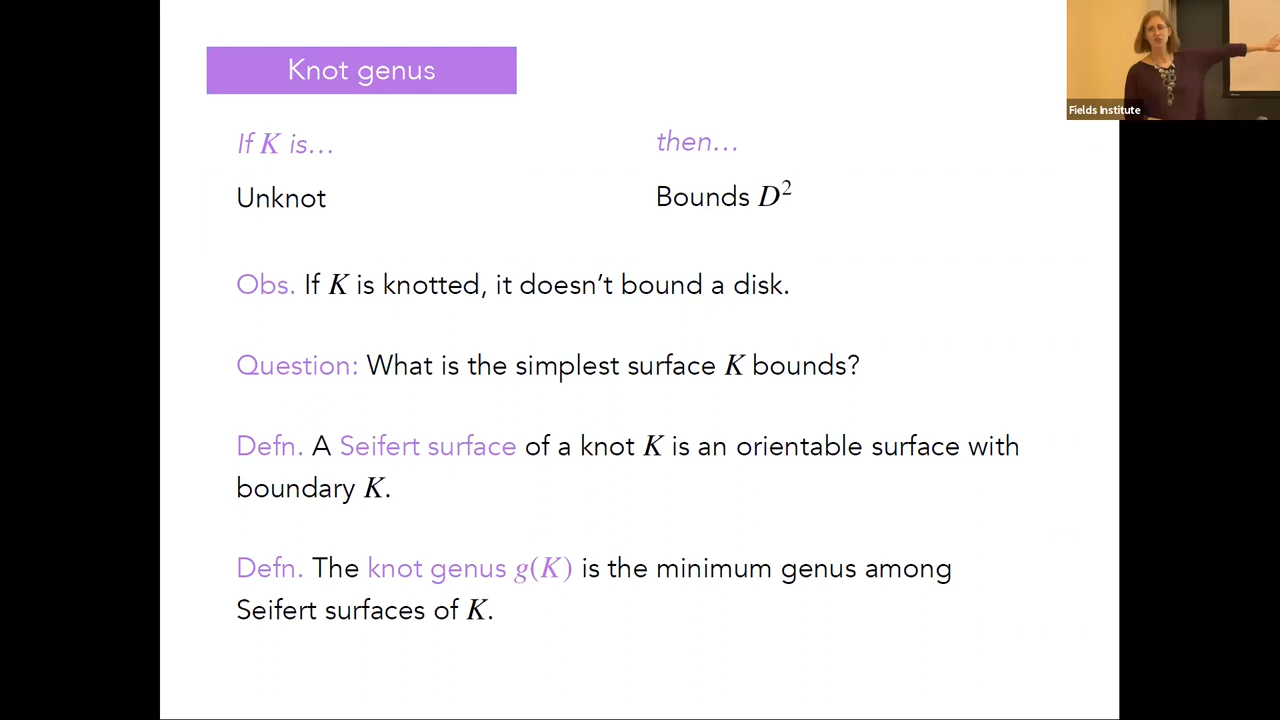 Knot genus
If K is...
then...
Unknot
Bounds D²
Obs. If K is knotted, it doesn't bound a disk.
Question: What is the simplest surface K bounds?
Defn. A Seifert surface of a knot K is an orientable surface with
boundary K.
Defn. The knot genus g(K) is the minimum genus among
Seifert surfaces of K.
Fields Institute